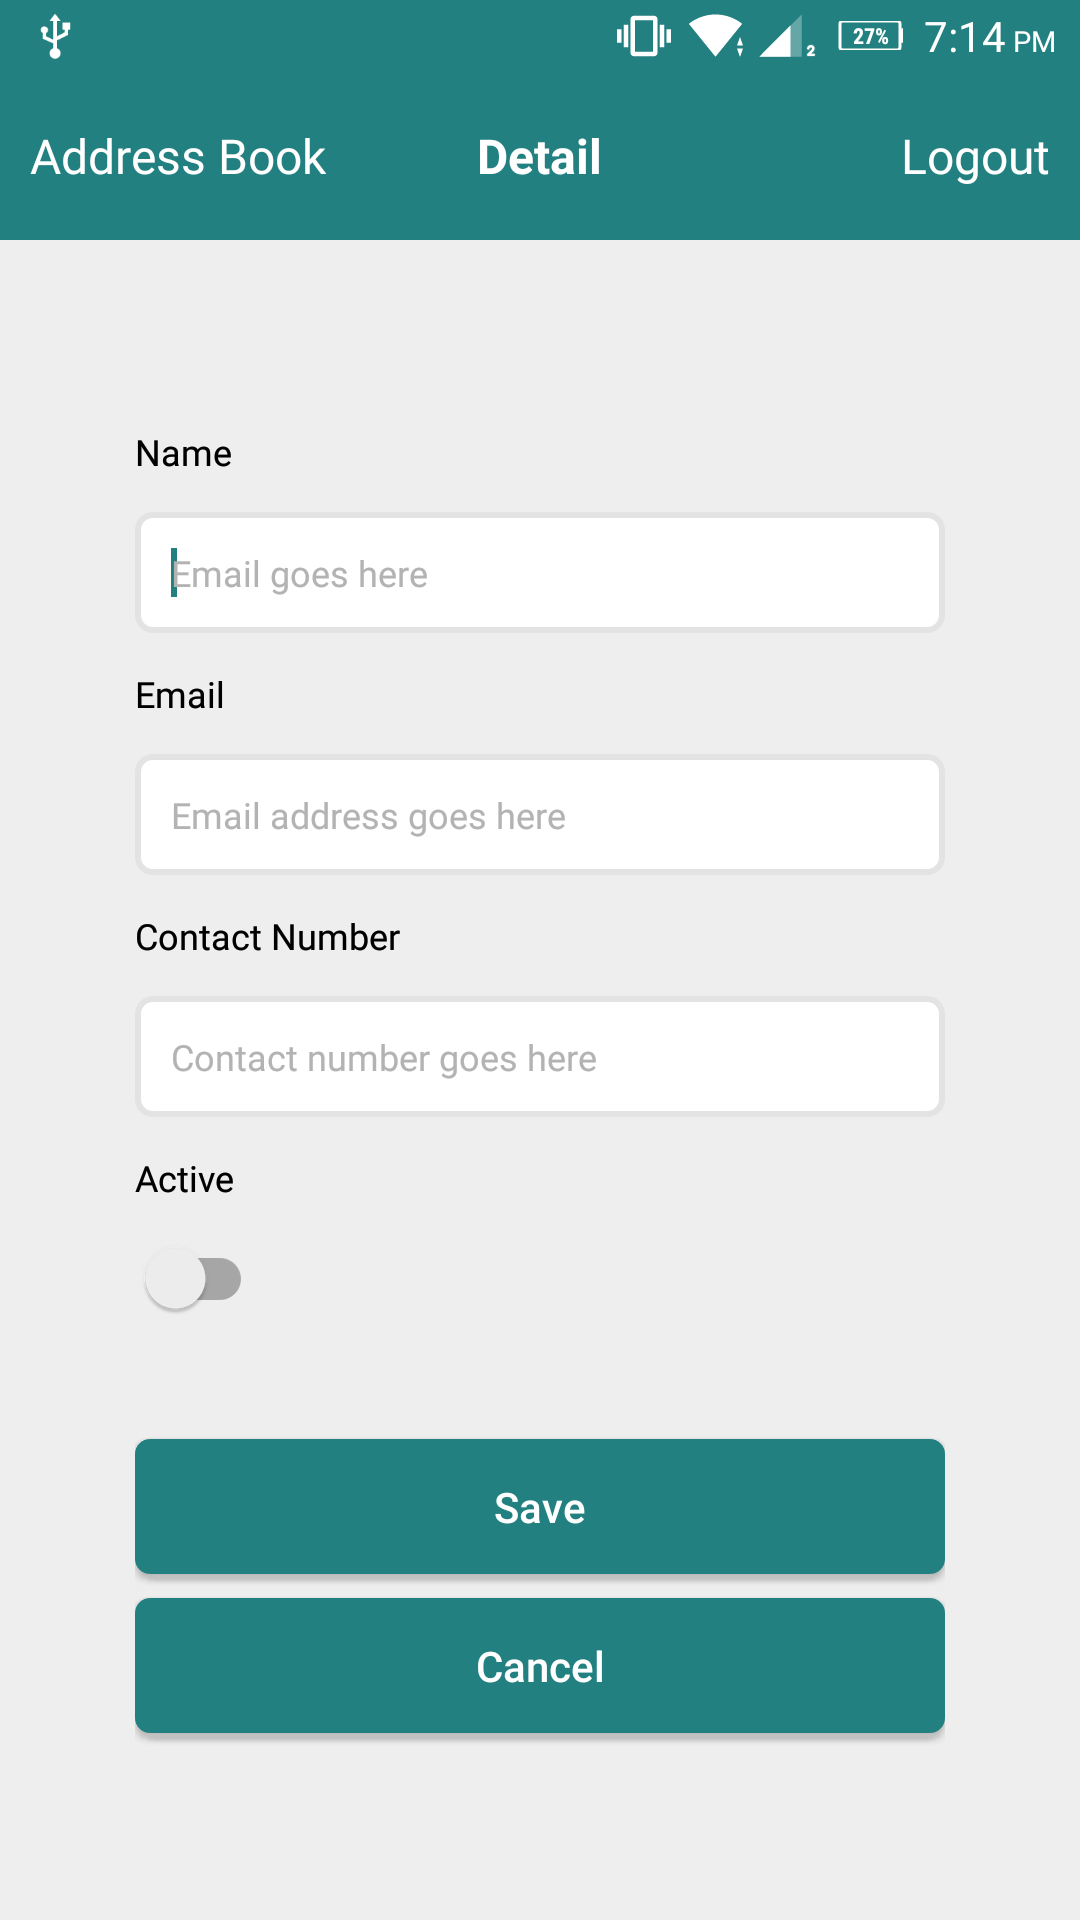 2 27% 7:14 PM
Address Book Detail Logout
Name
Email goes here
Email
Email address goes here
Contact Number
Contact number goes here
Active
Save
Cancel